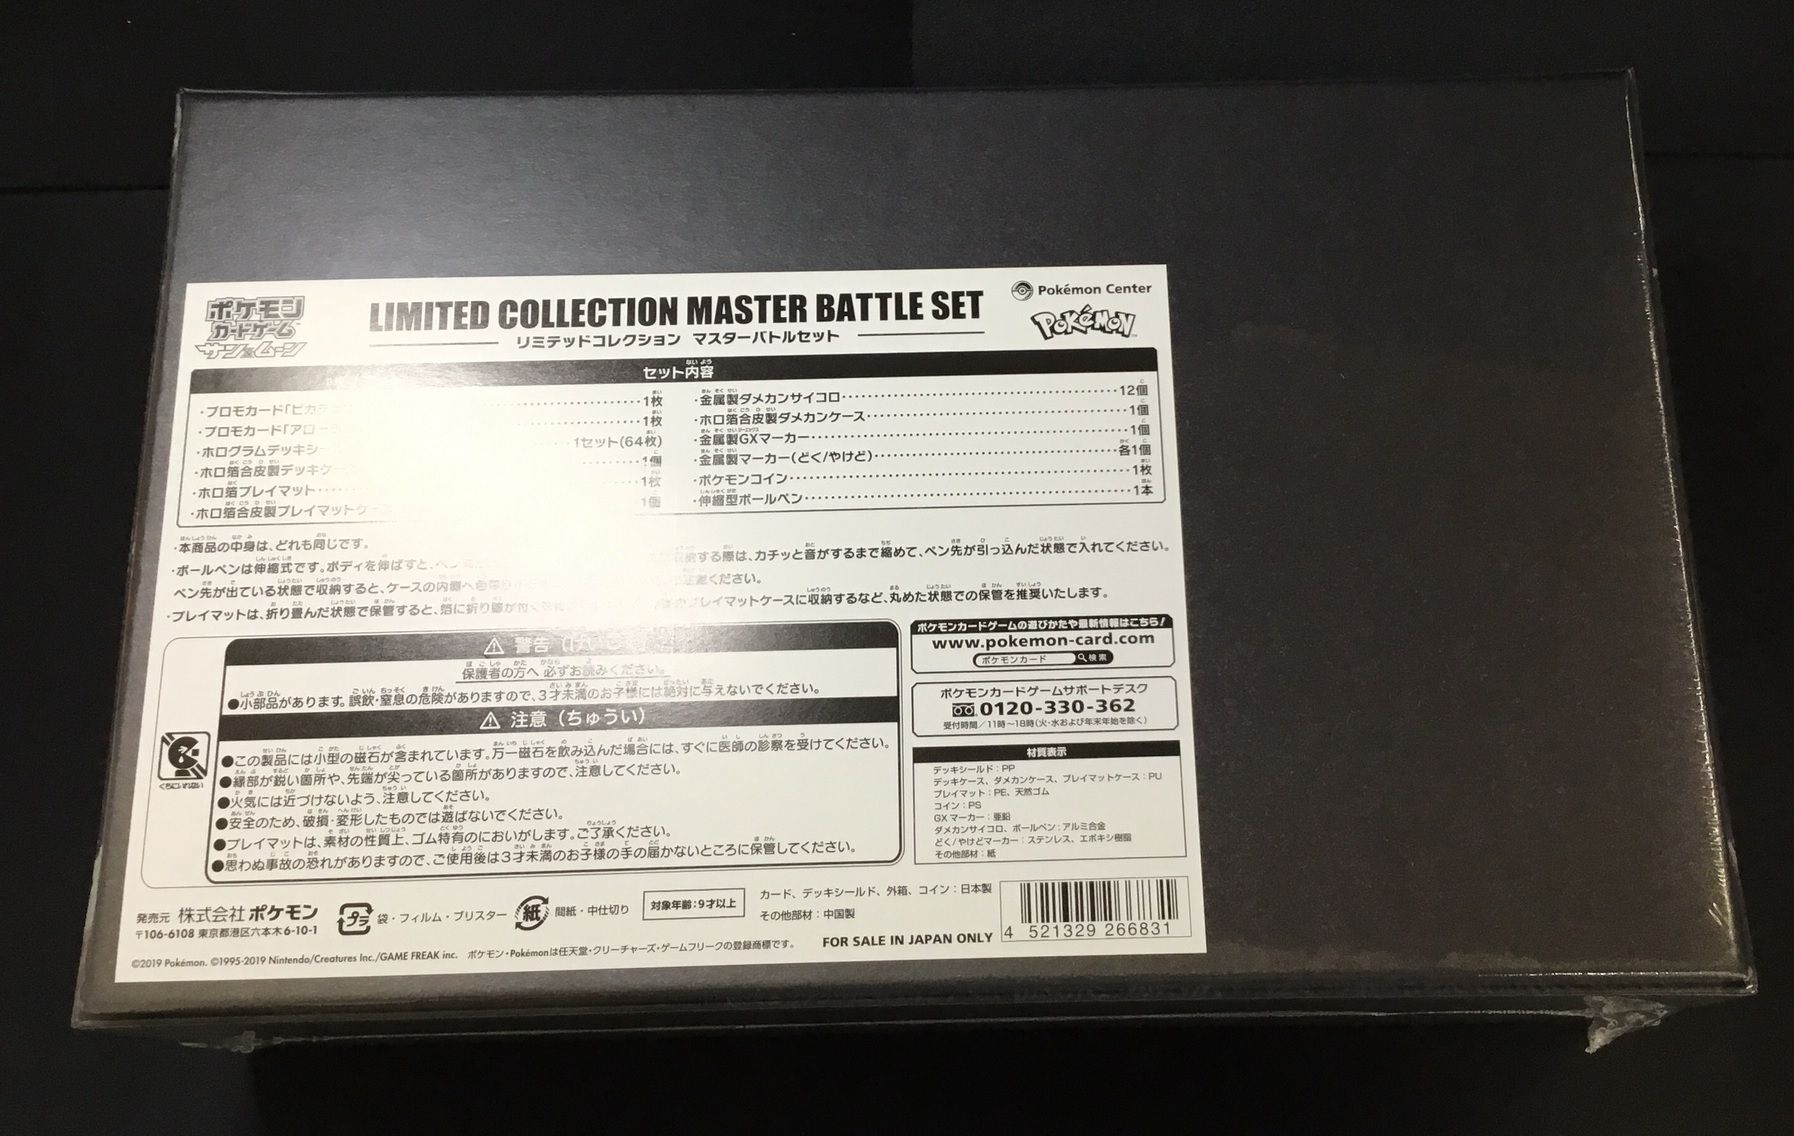 ポケモン
カードゲーム
サン&ムーン
LIMITED COLLECTION MASTER BATTLE SET
リミテッドコレクション マスターバトルセット
Pokémon Center
POKéMON
セット内容
・プロモカード「ピカチ 1枚
・プロモカード「アロー 1枚
・ホログラムデッキシー 1セット(64枚)
・ホロ箔合皮製デッキケー 1個
・ホロ箔プレイマット 1枚
・ホロ箔合皮製プレイマットケー 1個
・金属製ダメカンサイコロ 12個
・ホロ箔合皮製ダメカンケース 1個
・金属製GXマーカー 1個
・金属製マーカー(どく/やけど) 各1個
・ポケモンコイン 1枚
・伸縮型ボールペン 1本
・本商品の中身は、どれも同じです。
・ボールペンは伸縮式です。ボディを伸ばすと、 する際は、カチッと音がするまで縮めて、ペン先が引っ込んだ状態で入れてください。
ペン先が出ている状態で収納すると、ケースの内側へ ください。
・プレイマットは、折り畳んだ状態で保管すると、箔に折り プレイマットケースに収納するなど、丸めた状態での保管を推奨いたします。
警告
保護者の方へ 必ずお読みください。
●小部品があります。誤飲・窒息の危険がありますので、3才未満のお子様には絶対に与えないでください。
注意(ちゅうい)
●この製品には小型の磁石が含まれています。万一磁石を飲み込んだ場合には、すぐに医師の診察を受けてください。
●縁部が鋭い箇所や、先端が尖っている箇所がありますので、注意してください。
●火気には近づけないよう、注意してください。
●安全のため、破損・変形したものでは遊ばないでください。
●プレイマットは、素材の性質上、ゴム特有のにおいがします。ご了承ください。
●思わぬ事故の恐れがありますので、ご使用後は3才未満のお子様の手の届かないところに保管してください。
くちにいれない
ポケモンカードゲームの遊びかたや最新情報はこちら!
www.pokemon-card.com
ポケモンカード 検索
ポケモンカードゲームサポートデスク
0120-330-362
受付時間/11時〜18時(火・水および年末年始を除く)
材質表示
デッキシールド:PP
デッキケース、ダメカンケース、プレイマットケース:PU
プレイマット:PE、天然ゴム
コイン:PS
GXマーカー:亜鉛
ダメカンサイコロ、ボールペン:アルミ合金
どく/やけどマーカー:ステンレス、エポキシ樹脂
その他部材:紙
発売元 株式会社 ポケモン
〒106-6108 東京都港区六本木6-10-1
プラ 袋・フィルム・ブリスター
紙 間紙・中仕切り
対象年齢:9才以上
カード、デッキシールド、外箱、コイン:日本製
その他部材:中国製
FOR SALE IN JAPAN ONLY
4 521329 266831
©2019 Pokémon. ©1995-2019 Nintendo/Creatures Inc./GAME FREAK inc. ポケモン・Pokémonは任天堂・クリーチャーズ・ゲームフリークの登録商標です。